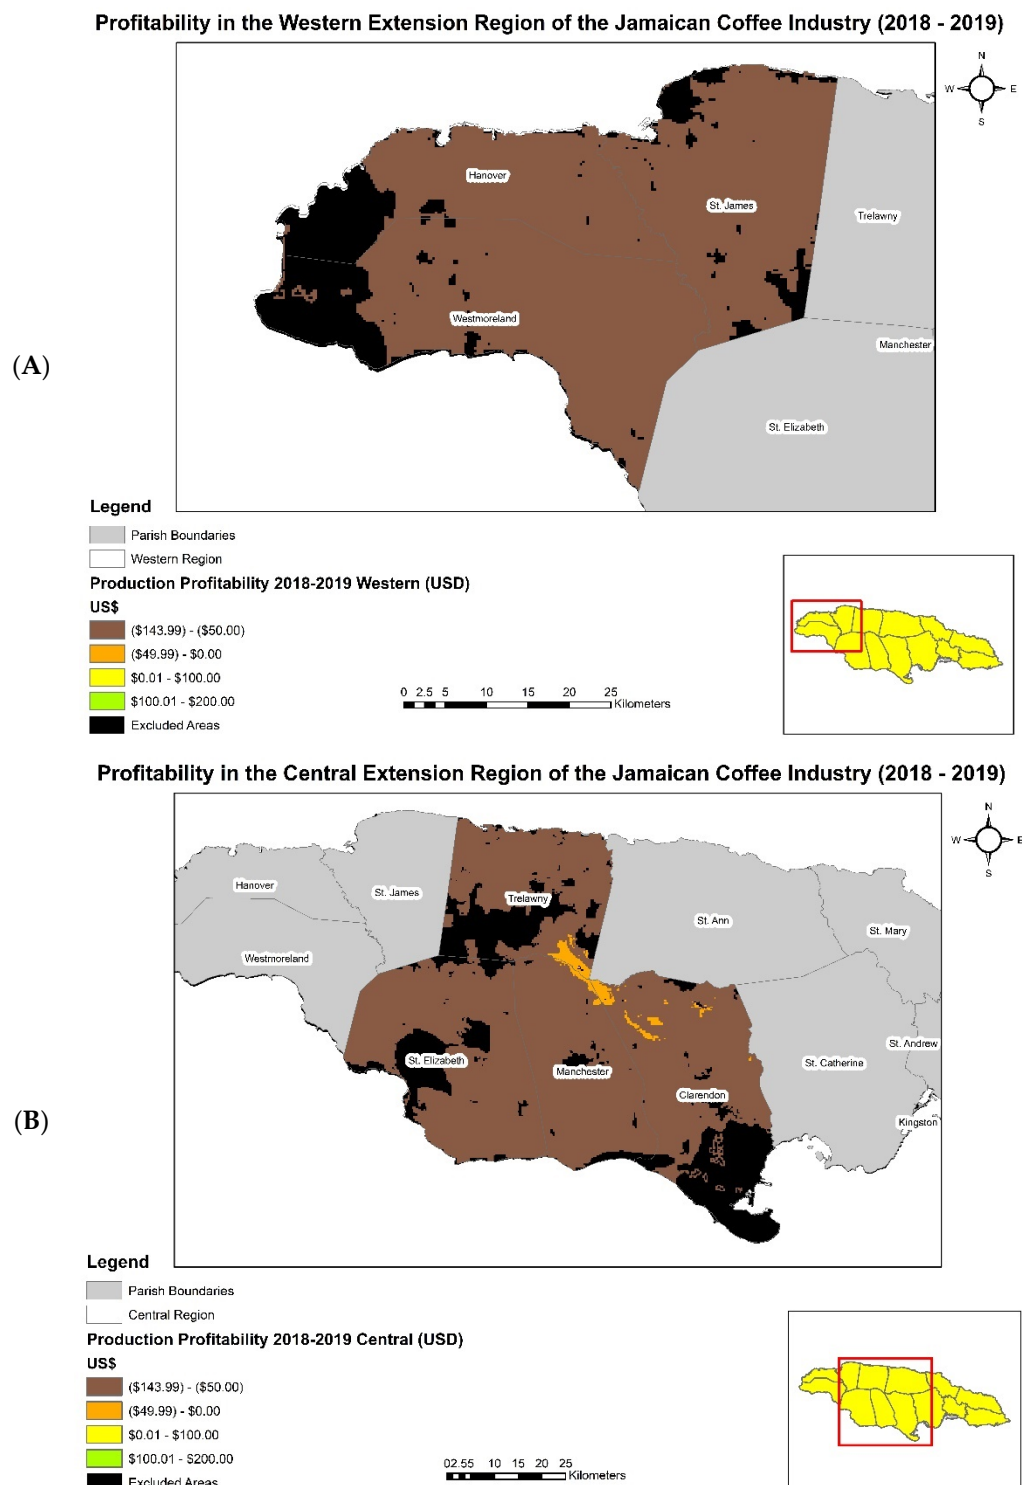 Profitability in the Western Extension Region of the Jamaican Coffee Industry (2018 - 2019)
N
W E
S
Hanover
St. James
Trelawny
Westmoreland
Manchester
(A)
St. Elizabeth
Legend
Parish Boundaries
Western Region
Production Profitability 2018-2019 Western (USD)
US$
($143.99) - ($50.00)
($49.99) - $0.00
$0.01 - $100.00
$100.01 - $200.00
Excluded Areas
0 2.5 5 10 15 20 25
Kilometers
Profitability in the Central Extension Region of the Jamaican Coffee Industry (2018 - 2019)
N
W E
S
Hanover
St. James
Trelawny
St. Ann
St. Mary
Westmoreland
St. Andrew
St. Elizabeth
Manchester
St. Catherine
Clarendon
(B)
Kingston
Legend
Parish Boundaries
Central Region
Production Profitability 2018-2019 Central (USD)
US$
($143.99) - ($50.00)
($49.99) - $0.00
$0.01 - $100.00
$100.01 - $200.00
Excluded Areas
02.55 10 15 20 25
Kilometers